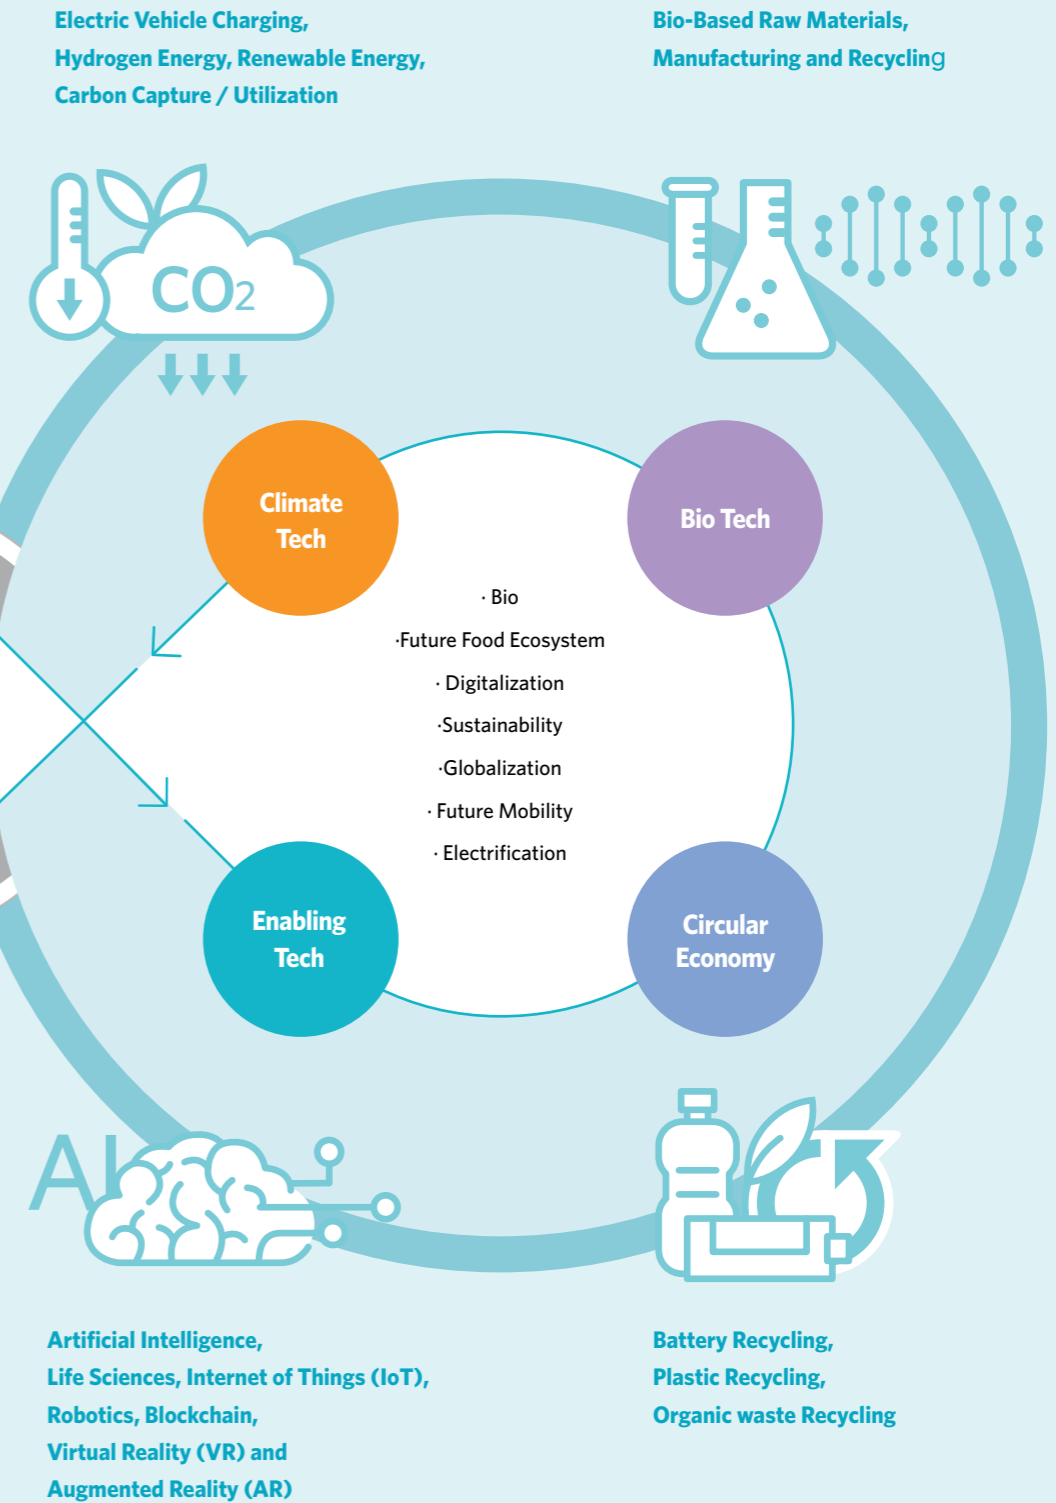 Electric Vehicle Charging,
Hydrogen Energy, Renewable Energy,
Carbon Capture / Utilization
Bio-Based Raw Materials,
Manufacturing and Recycling
CO2
Climate
Tech
Bio Tech
· Bio
·Future Food Ecosystem
· Digitalization
·Sustainability
·Globalization
· Future Mobility
· Electrification
Enabling
Tech
Circular
Economy
AI
Artificial Intelligence,
Life Sciences, Internet of Things (IoT),
Robotics, Blockchain,
Virtual Reality (VR) and
Augmented Reality (AR)
Battery Recycling,
Plastic Recycling,
Organic waste Recycling